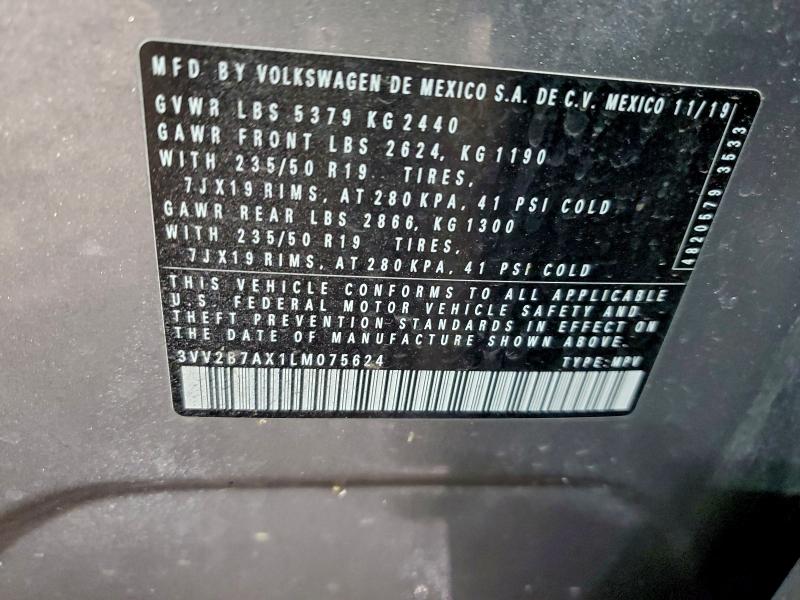 MFD BY VOLKSWAGEN DE MEXICO S.A. DE C.V. MEXICO 11/19
GVWR LBS 5379 KG 2440
GAWR FRONT LBS 2624, KG 1190
WITH 235/50 R19 TIRES,
7JX19 RIMS, AT 280 KPA, 41 PSI COLD
GAWR REAR LBS 2866, KG 1300
WITH 235/50 R19 TIRES,
7JX19 RIMS, AT 280 KPA, 41 PSI COLD
4820579 3533
THIS VEHICLE CONFORMS TO ALL APPLICABLE
U.S. FEDERAL MOTOR VEHICLE SAFETY AND
THEFT PREVENTION STANDARDS IN EFFECT ON
THE DATE OF MANUFACTURE SHOWN ABOVE.
3VV2B7AX1LM075624 TYPE: MPV